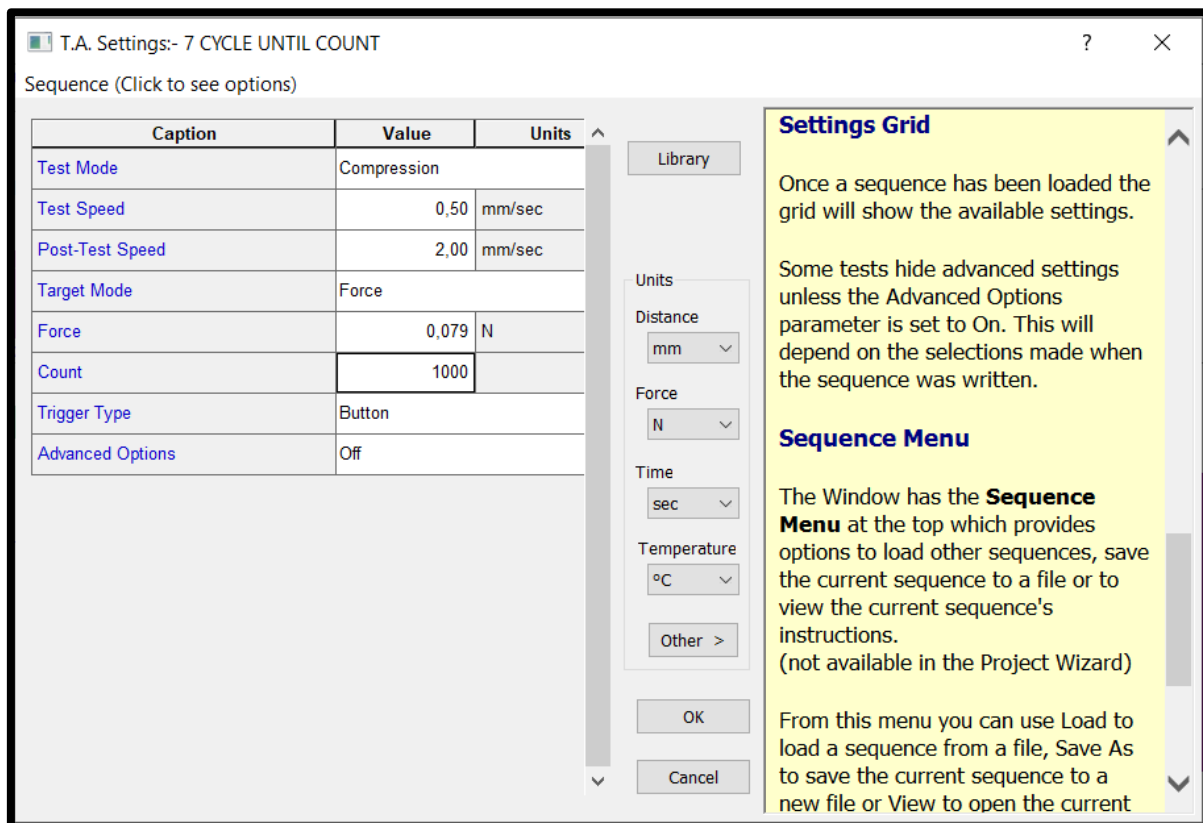 T.A. Settings:- 7 CYCLE UNTIL COUNT
?
Sequence (Click to see options)
Caption Value Units
Test Mode Compression
Test Speed 0,50 mm/sec
Post-Test Speed 2,00 mm/sec
Target Mode Force
Force 0,079 N
Count 1000
Trigger Type Button
Advanced Options Off
Library
Units
Distance
mm
Force
N
Time
sec
Temperature
ºC
Other >
OK
Cancel
Settings Grid
Once a sequence has been loaded the
grid will show the available settings.
Some tests hide advanced settings
unless the Advanced Options
parameter is set to On. This will
depend on the selections made when
the sequence was written.
Sequence Menu
The Window has the Sequence
Menu at the top which provides
options to load other sequences, save
the current sequence to a file or to
view the current sequence's
instructions.
(not available in the Project Wizard)
From this menu you can use Load to
load a sequence from a file, Save As
to save the current sequence to a
new file or View to open the current